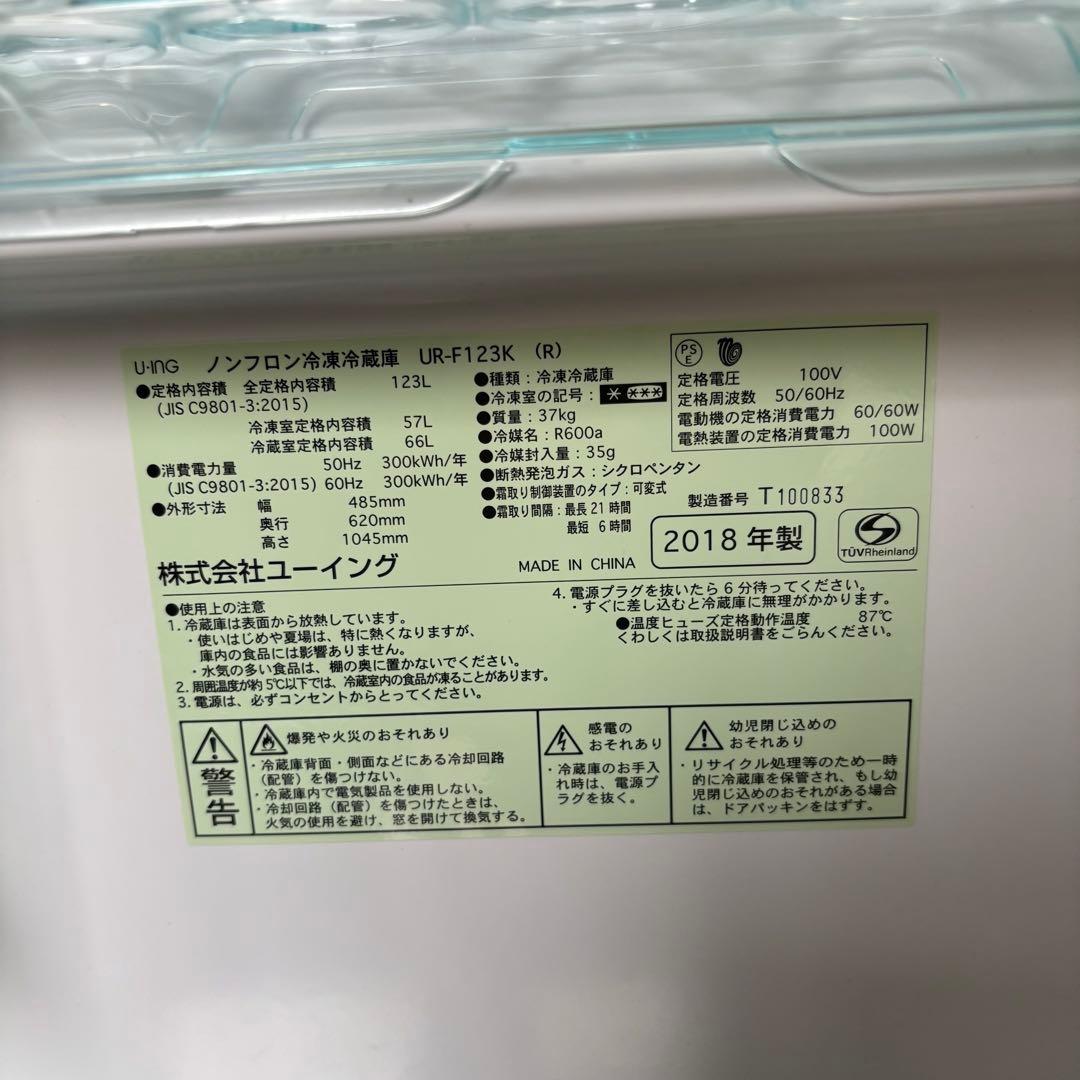 U-ING ノンフロン冷凍冷蔵庫 UR-F123K (R)
●定格内容積 全定格内容積 123L
(JIS C9801-3:2015)
冷凍室定格内容積 57L
冷蔵室定格内容積 66L
●消費電力量 50Hz 300kWh/年
(JIS C9801-3:2015) 60Hz 300kWh/年
●外形寸法 幅 485mm
奥行 620mm
高さ 1045mm
●種類：冷凍冷蔵庫
●冷凍室の記号：* ***
●質量：37kg
●冷媒名：R600a
●冷媒封入量：35g
●断熱発泡ガス：シクロペンタン
●霜取り制御装置のタイプ：可変式
●霜取り間隔：最長 21 時間
最短 6 時間
PS
E
定格電圧 100V
定格周波数 50/60Hz
電動機の定格消費電力 60/60W
電熱装置の定格消費電力 100W
製造番号 T100833
株式会社ユーイング
MADE IN CHINA
2018 年製
TÜVRheinland
●使用上の注意
1. 冷蔵庫は表面から放熱しています。
・使いはじめや夏場は、特に熱くなりますが、
庫内の食品には影響ありません。
・水気の多い食品は、棚の奥に置かないでください。
2. 周囲温度が約 5℃以下では、冷蔵室内の食品が凍ることがあります。
3. 電源は、必ずコンセントからとってください。
4. 電源プラグを抜いたら 6 分待ってください。
・すぐに差し込むと冷蔵庫に無理がかかります。
●温度ヒューズ定格動作温度 87℃
くわしくは取扱説明書をごらんください。
警告
爆発や火災のおそれあり
・冷蔵庫背面・側面などにある冷却回路
(配管) を傷つけない。
・冷蔵庫内で電気製品を使用しない。
・冷却回路 (配管) を傷つけたときは、
火気の使用を避け、窓を開けて換気する。
感電の
おそれあり
・冷蔵庫のお手入
れ時は、電源プ
ラグを抜く。
幼児閉じ込めの
おそれあり
・リサイクル処理等のため一時
的に冷蔵庫を保管され、もし幼
児閉じ込めのおそれがある場合
は、ドアパッキンをはずす。